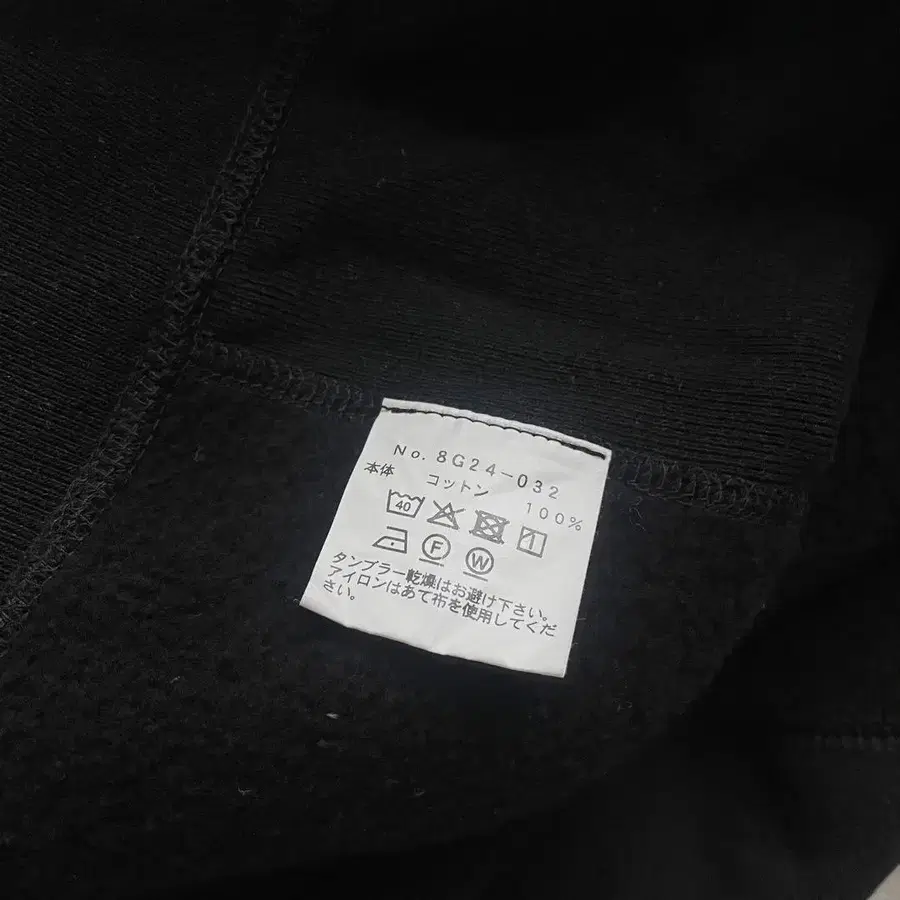 No. 8G24-032
本体 コットン 100%
40
F W
タンブラー乾燥はお避け下さい。
アイロンはあて布を使用してくだ
さい。